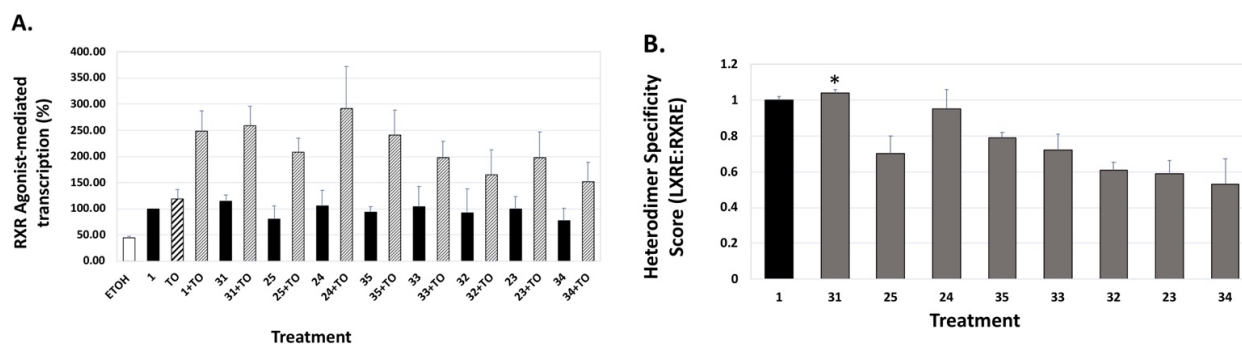 A.
RXR Agonist-mediated
transcription (%)
400.00
350.00
300.00
250.00
200.00
150.00
100.00
50.00
0.00
ETOH
1
TO
1+TO
31
31+TO
25
25+TO
24
24+TO
35
35+TO
33
33+TO
32
32+TO
23
23+TO
34
34+TO
Treatment
B.
Heterodimer Specificity
Score (LXRE:RXRE)
1.2
1
0.8
0.6
0.4
0.2
0
*
1
31
25
24
35
33
32
23
34
Treatment